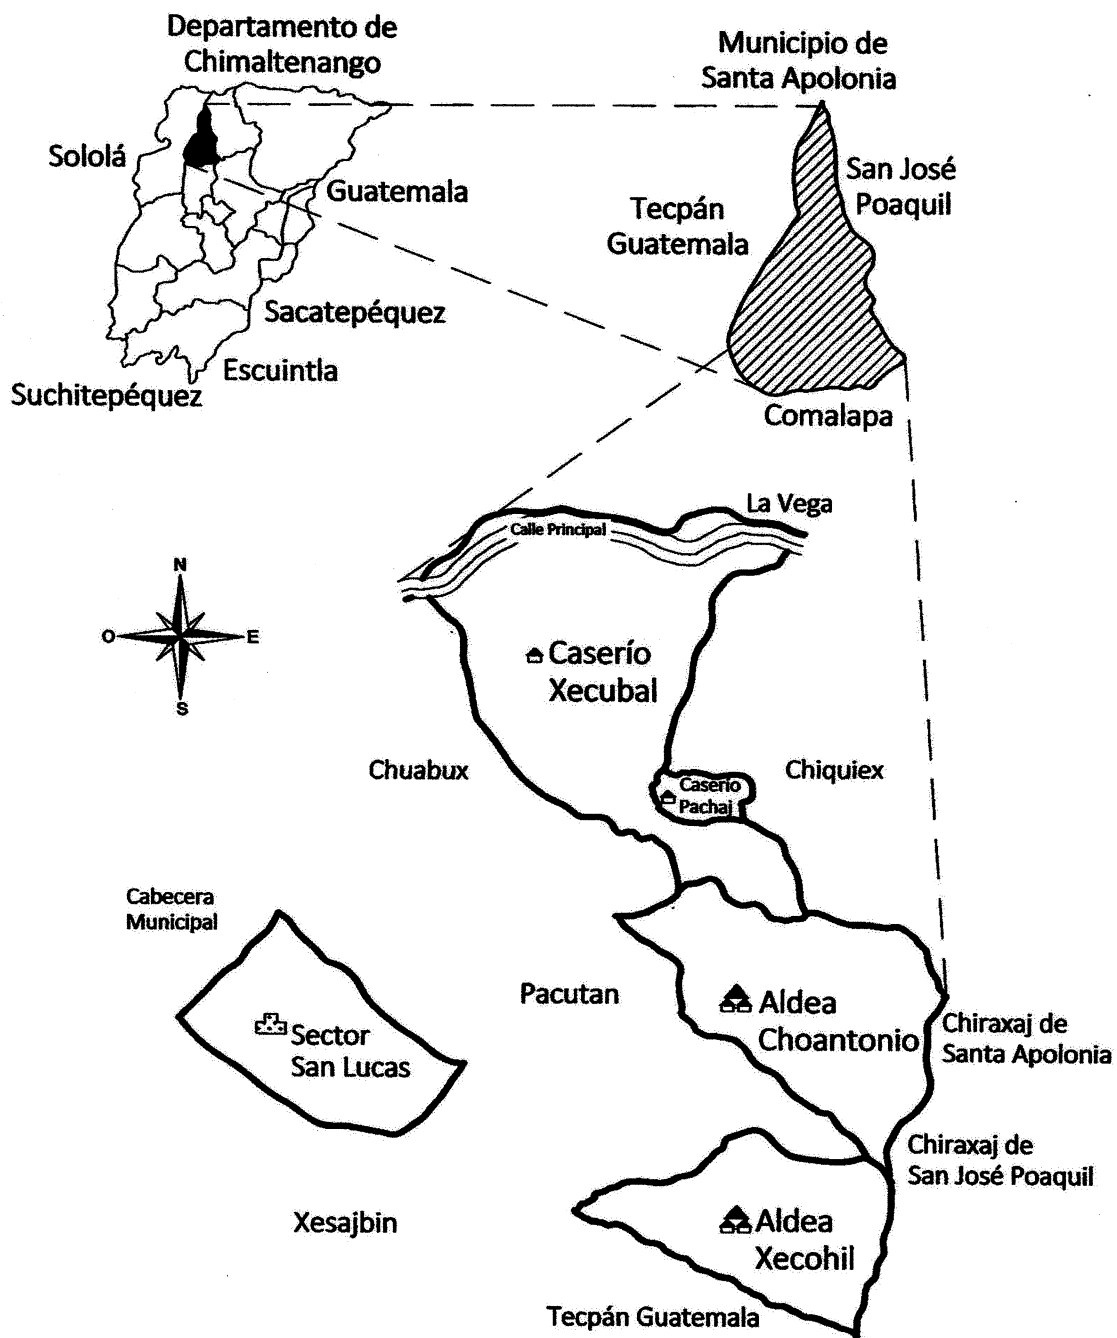 Departamento de
Chimaltenango
Municipio de
Santa Apolonia
Sololá
Guatemala
San José
Poaquil
Tecpán
Guatemala
Sacatepéquez
Escuintla
Suchitepéquez
Comalapa
La Vega
Calle Principal
N
O
E
S
Caserío
Xecubal
Chuabux
Chiquiex
Caserío
Pachaj
Cabecera
Municipal
Pacutan
Aldea
Choantonio
Sector
San Lucas
Chiraxaj de
Santa Apolonia
Chiraxaj de
San José Poaquil
Xesajbin
Aldea
Xecohil
Tecpán Guatemala